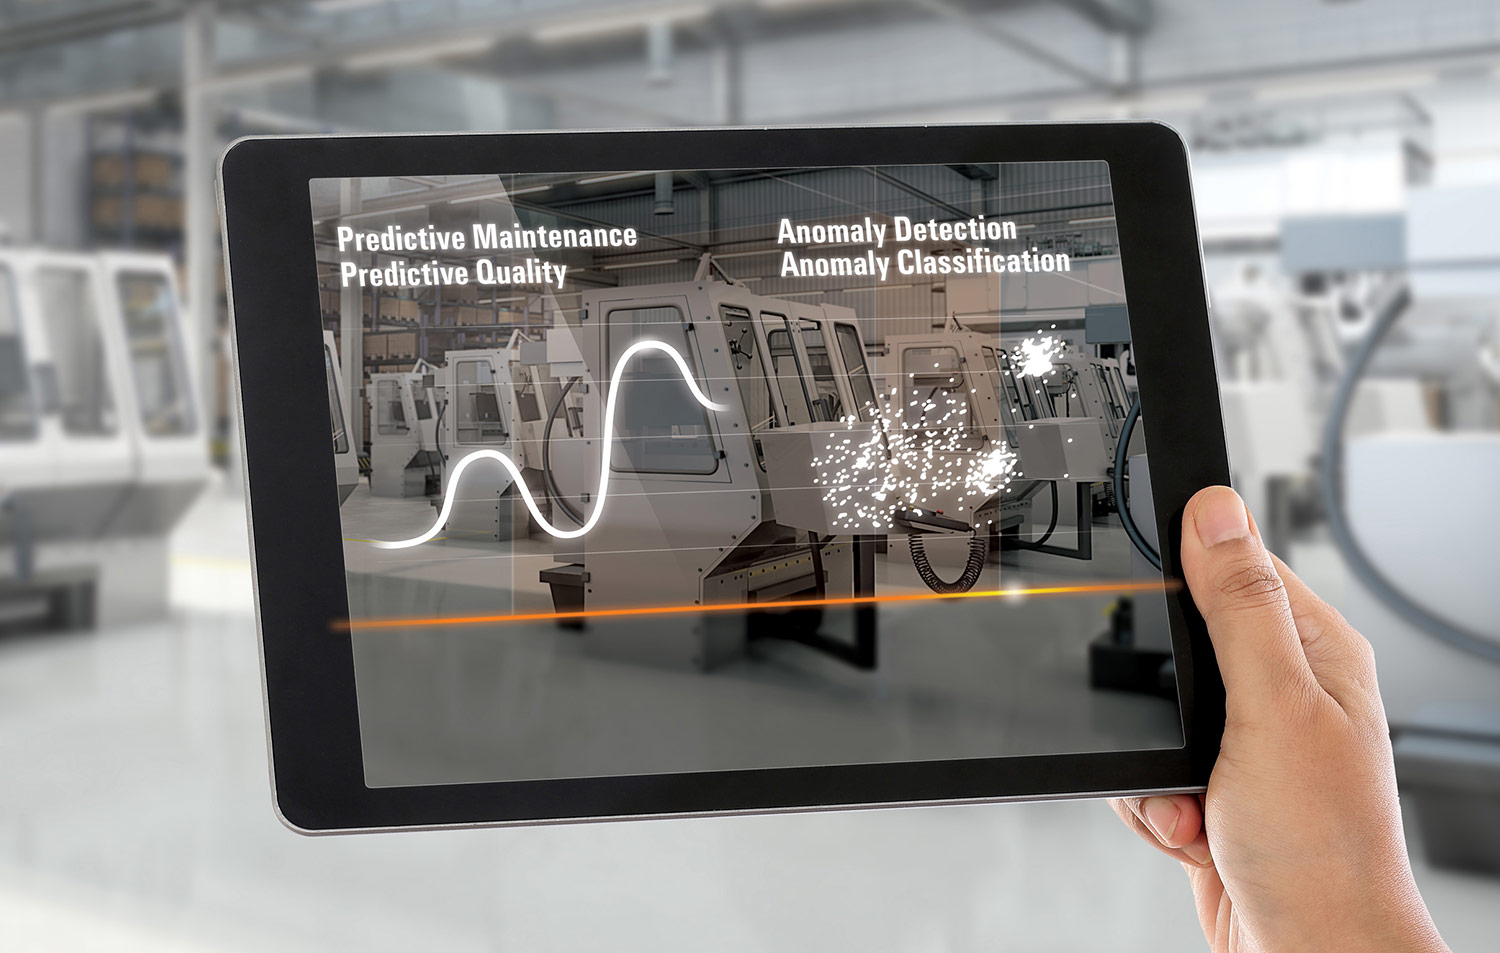 Predictive Maintenance
Predictive Quality
Anomaly Detection
Anomaly Classification